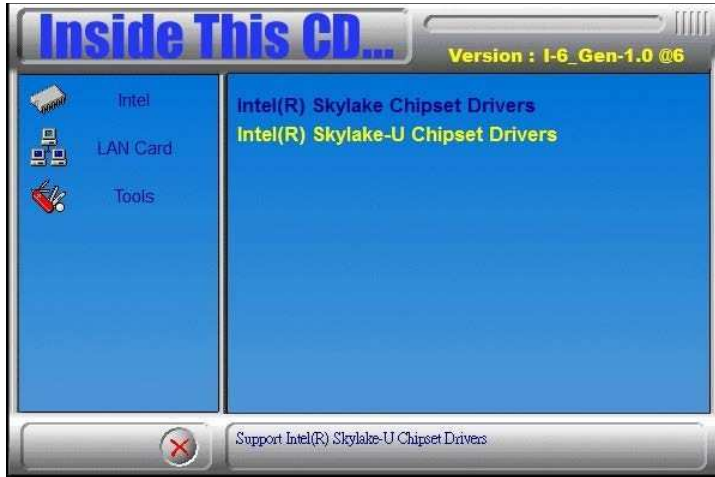 Inside This CD...
Version : I-6_Gen-1.0 @6
Intel
LAN Card
Tools
Intel(R) Skylake Chipset Drivers
Intel(R) Skylake-U Chipset Drivers
Support Intel(R) Skylake-U Chipset Drivers